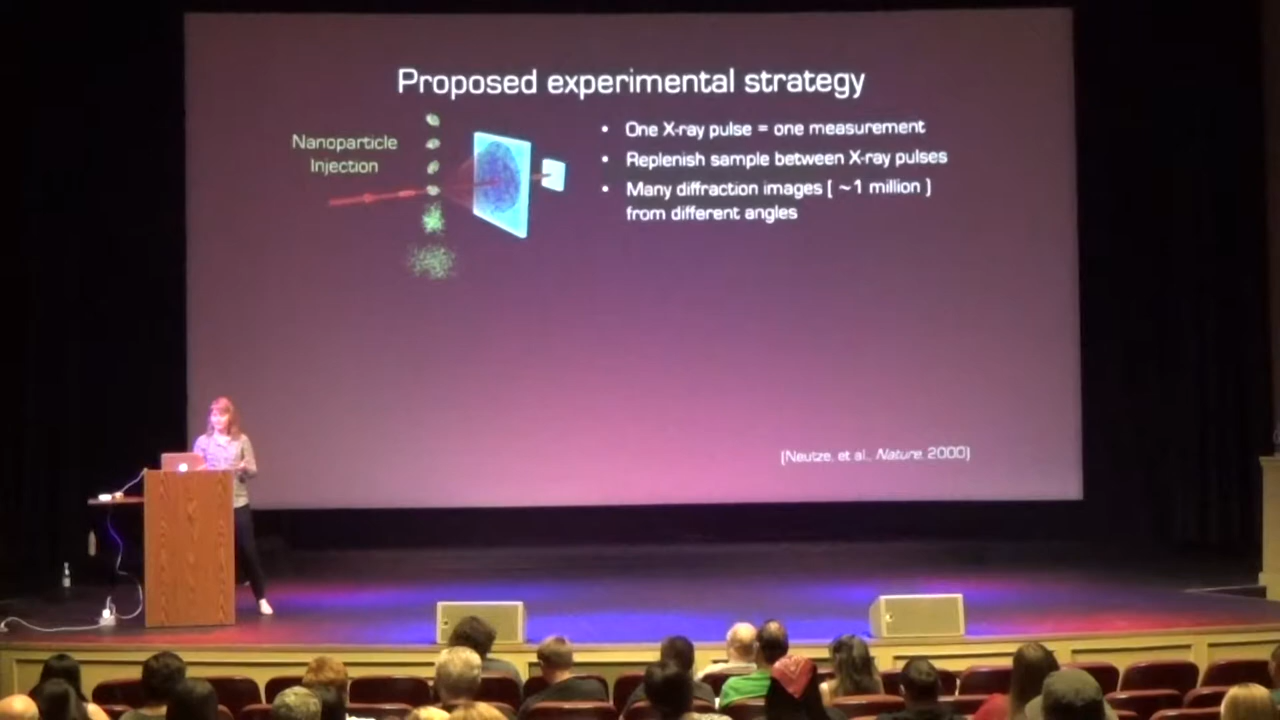 Proposed experimental strategy
Nanoparticle
Injection
• One X-ray pulse = one measurement
• Replenish sample between X-ray pulses
• Many diffraction images [ ~1 million ]
from different angles
(Neutze, et al., Nature, 2000)